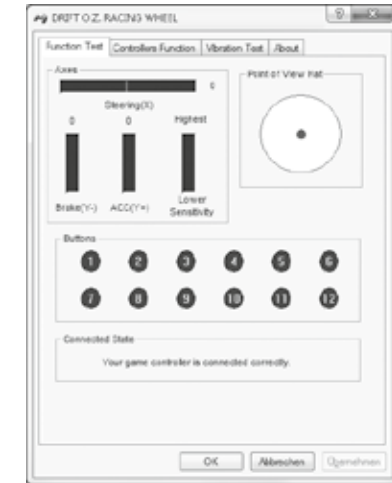 DRIFT O.Z. RACING WHEEL
Function Test Controllers Function Vibration Test About
Axes
0
Steering(X)
Point of View Hat
0 0 Highest
Brake(Y-) ACC(Y+) Lower
Sensitivity
Buttons
1 2 3 4 5 6
7 8 9 10 11 12
Connected State
Your game controller is connected correctly.
OK Abbrechen Übernehmen